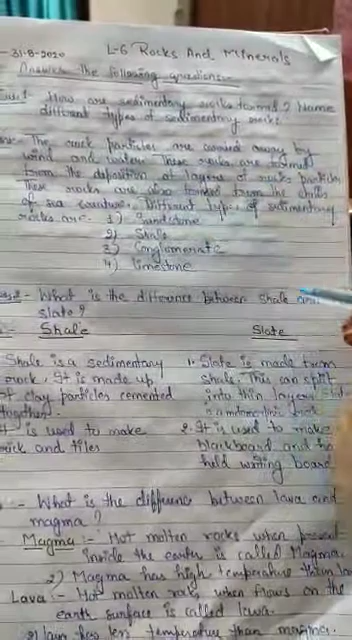 31-8-2020 L-6 Rocks And Minerals
Answer the following questions
How are sedimentary rocks formed? Name
different types of sedimentary rocks.
The rock particles are carried away by
wind and water. These rocks are formed
from the deposition of layers of rocks particles
These rocks are also formed from the shells
of sea creature. Different types of sedimentary
rocks are. 1) Sandstone
2) Shale
3) Conglomerate
4) limestone
What is the difference between shale and
slate?
Shale Slate
Shale is a sedimentary
rock. It is made up
of clay particles cemented
together.
It is used to make
brick and tiles
1. Slate is made from
shale. This can split
into thin layers. Slate
is a metamorphic rock
2. It is used to make
blackboard and
held writing board
- What is the difference between lava and
magma?
Magma :- Hot molten rocks when present
inside the earth is called Magma.
2) Magma has high temperature than
Lava :- Hot molten rock when flows on the
earth surface is called lava.
2) lava has less temperature than magma.